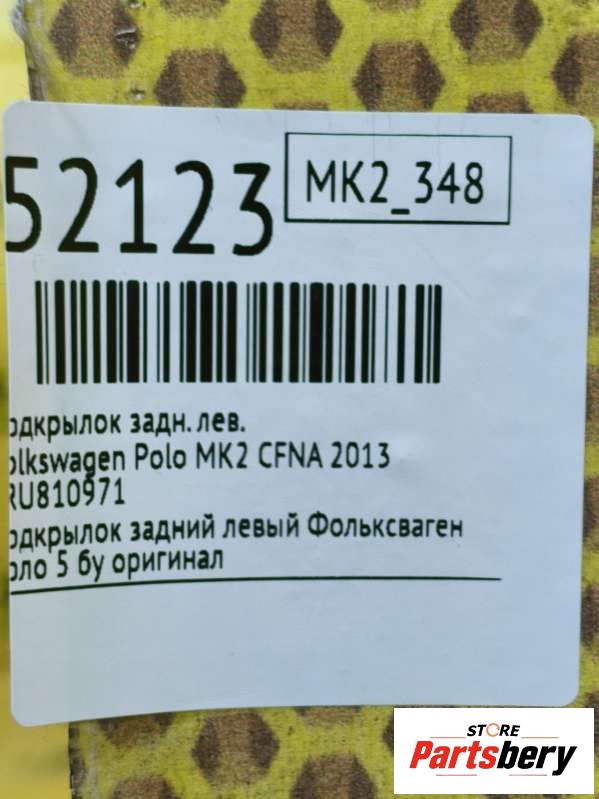 52123
MK2_348
одкрылок задн. лев.
olkswagen Polo MK2 CFNA 2013
RU810971
одкрылок задний левый Фольксваген
оло 5 бу оригинал
STORE
Partsbery